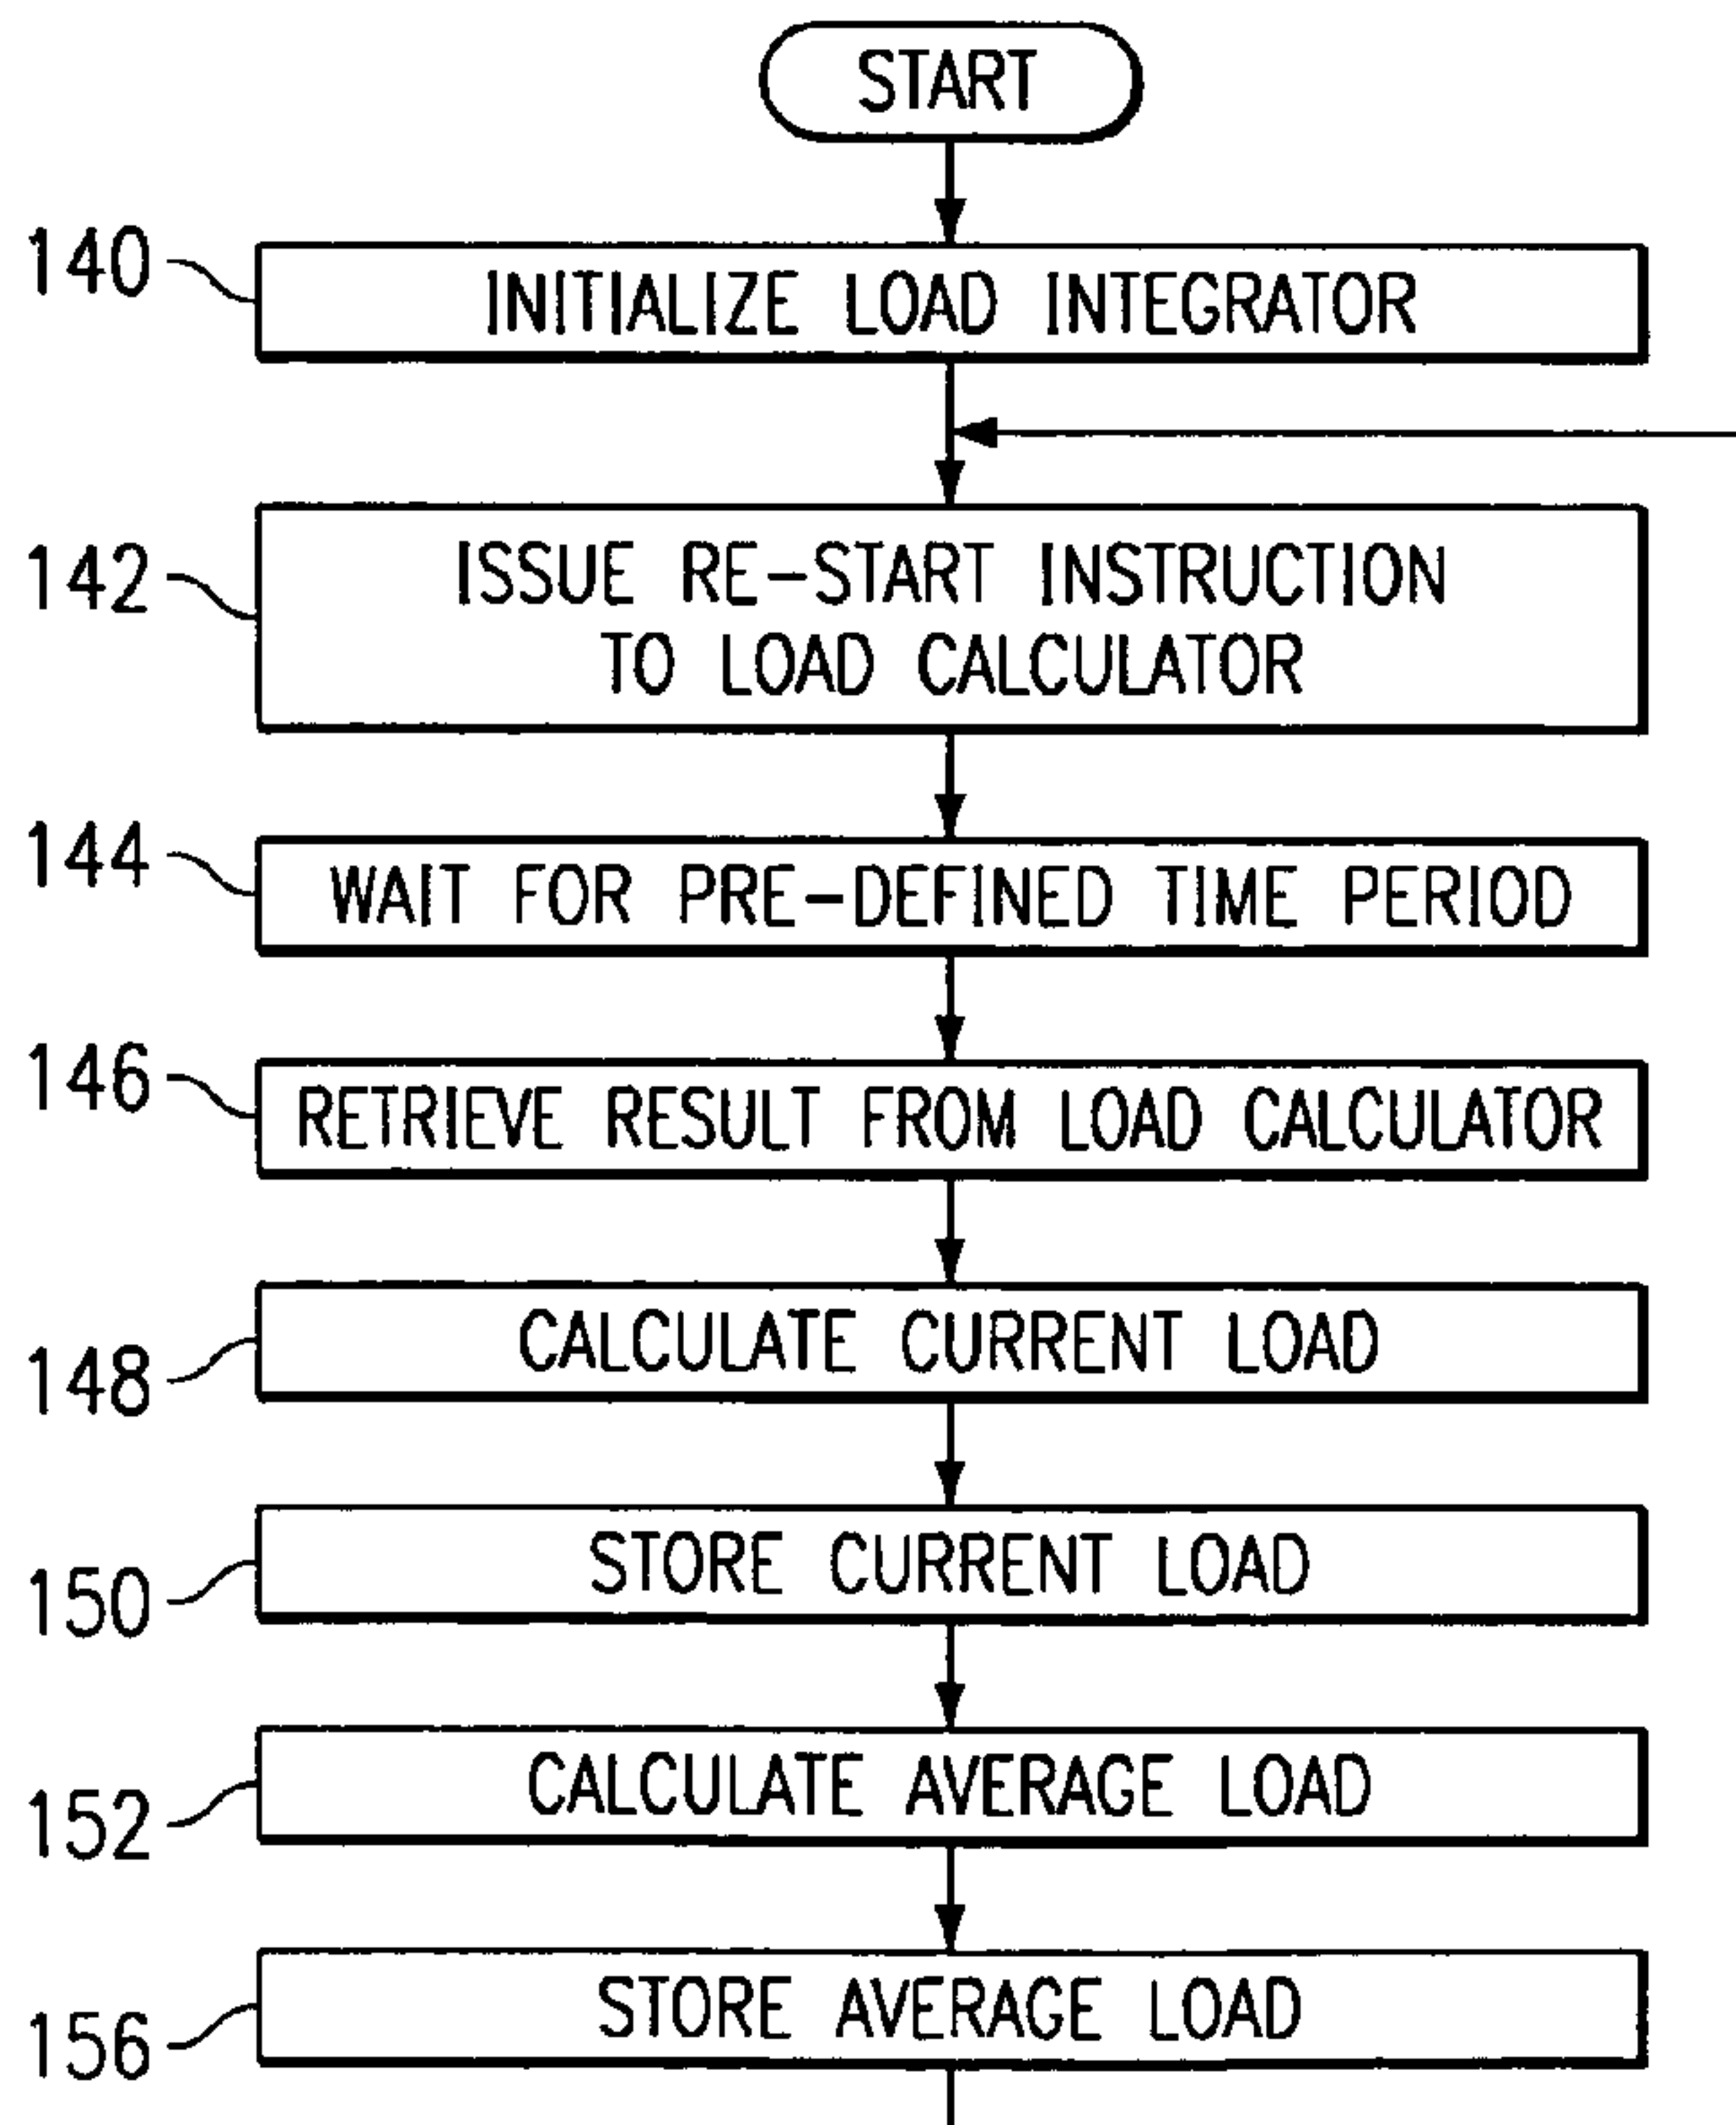 START
140
INITIALIZE LOAD INTEGRATOR
142
ISSUE RE-START INSTRUCTION
TO LOAD CALCULATOR
144
WAIT FOR PRE-DEFINED TIME PERIOD
146
RETRIEVE RESULT FROM LOAD CALCULATOR
148
CALCULATE CURRENT LOAD
150
STORE CURRENT LOAD
152
CALCULATE AVERAGE LOAD
156
STORE AVERAGE LOAD